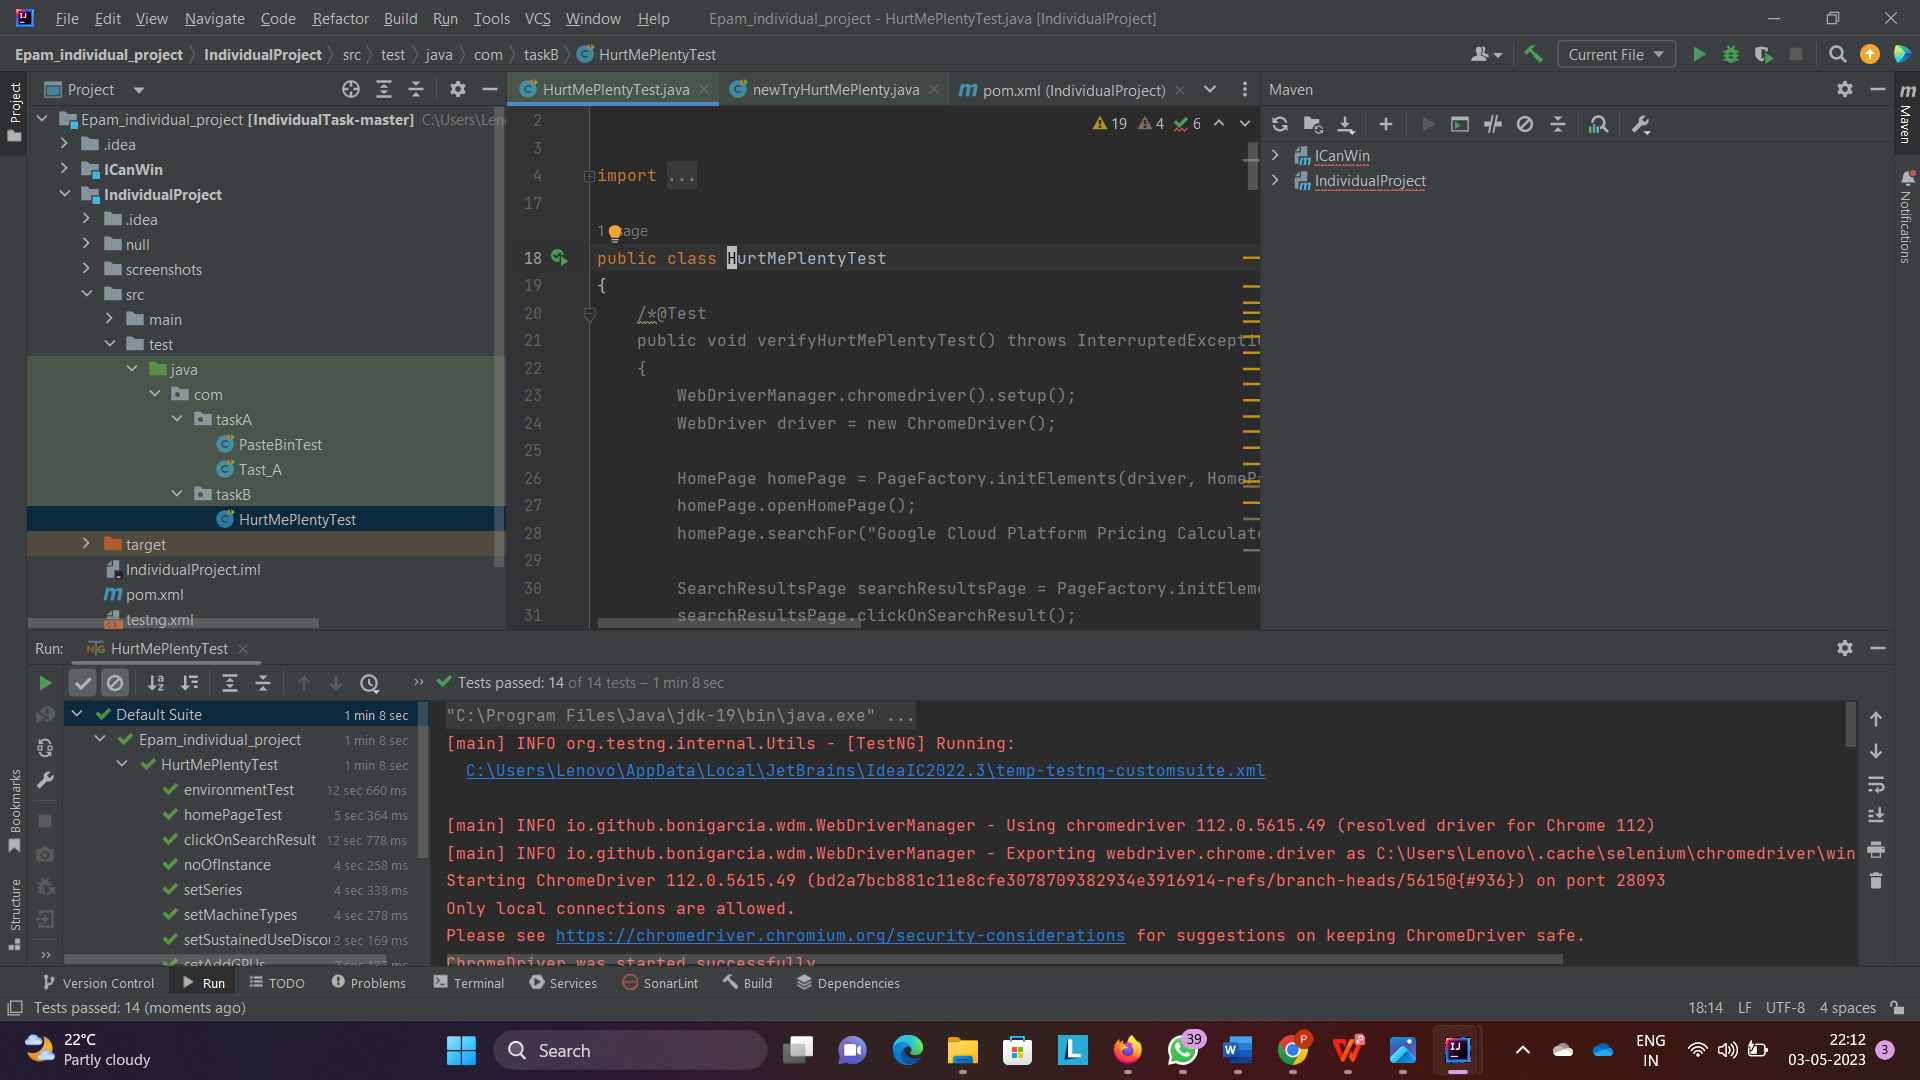 File Edit View Navigate Code Refactor Build Run Tools VCS Window Help Epam_individual_project - HurtMePlentyTest.java [IndividualProject]
Epam_individual_project IndividualProject src test java com taskB HurtMePlentyTest Current File
Project
HurtMePlentyTest.java newTryHurtMePlenty.java pom.xml (IndividualProject)
Maven
Epam_individual_project [IndividualTask-master] C:\Users\Len
.idea
ICanWin
IndividualProject
.idea
null
screenshots
src
main
test
java
com
taskA
PasteBinTest
Tast_A
taskB
HurtMePlentyTest
target
IndividualProject.iml
pom.xml
testng.xml
19 4 6
2
3
4 import ...
17
1 usage
18 public class HurtMePlentyTest
19 {
20 /*@Test
21 public void verifyHurtMePlentyTest() throws InterruptedExcepti
22 {
23 WebDriverManager.chromedriver().setup();
24 WebDriver driver = new ChromeDriver();
25
26 HomePage homePage = PageFactory.initElements(driver, HomeP
27 homePage.openHomePage();
28 homePage.searchFor("Google Cloud Platform Pricing Calculat
29
30 SearchResultsPage searchResultsPage = PageFactory.initElem
31 searchResultsPage.clickOnSearchResult();
ICanWin
IndividualProject
Project
Bookmarks
Structure
Maven
Notifications
Run: HurtMePlentyTest
Tests passed: 14 of 14 tests – 1 min 8 sec
Default Suite 1 min 8 sec
Epam_individual_project 1 min 8 sec
HurtMePlentyTest 1 min 8 sec
environmentTest 12 sec 660 ms
homePageTest 5 sec 364 ms
clickOnSearchResult 12 sec 778 ms
noOfInstance 4 sec 258 ms
setSeries 4 sec 338 ms
setMachineTypes 4 sec 278 ms
setSustainedUseDisco 2 sec 169 ms
setAddGPUs 2 sec 137 ms
"C:\Program Files\Java\jdk-19\bin\java.exe" ...
[main] INFO org.testng.internal.Utils - [TestNG] Running:
C:\Users\Lenovo\AppData\Local\JetBrains\IdeaIC2022.3\temp-testng-customsuite.xml
[main] INFO io.github.bonigarcia.wdm.WebDriverManager - Using chromedriver 112.0.5615.49 (resolved driver for Chrome 112)
[main] INFO io.github.bonigarcia.wdm.WebDriverManager - Exporting webdriver.chrome.driver as C:\Users\Lenovo\.cache\selenium\chromedriver\win
Starting ChromeDriver 112.0.5615.49 (bd2a7bcb881c11e8cfe3078709382934e3916914-refs/branch-heads/5615@{#936}) on port 28093
Only local connections are allowed.
Please see https://chromedriver.chromium.org/security-considerations for suggestions on keeping ChromeDriver safe.
ChromeDriver was started successfully
Version Control Run TODO Problems Terminal Services SonarLint Build Dependencies
Tests passed: 14 (moments ago) 18:14 LF UTF-8 4 spaces
22°C
Partly cloudy
Search
39
ENG
IN
22:12
03-05-2023
3